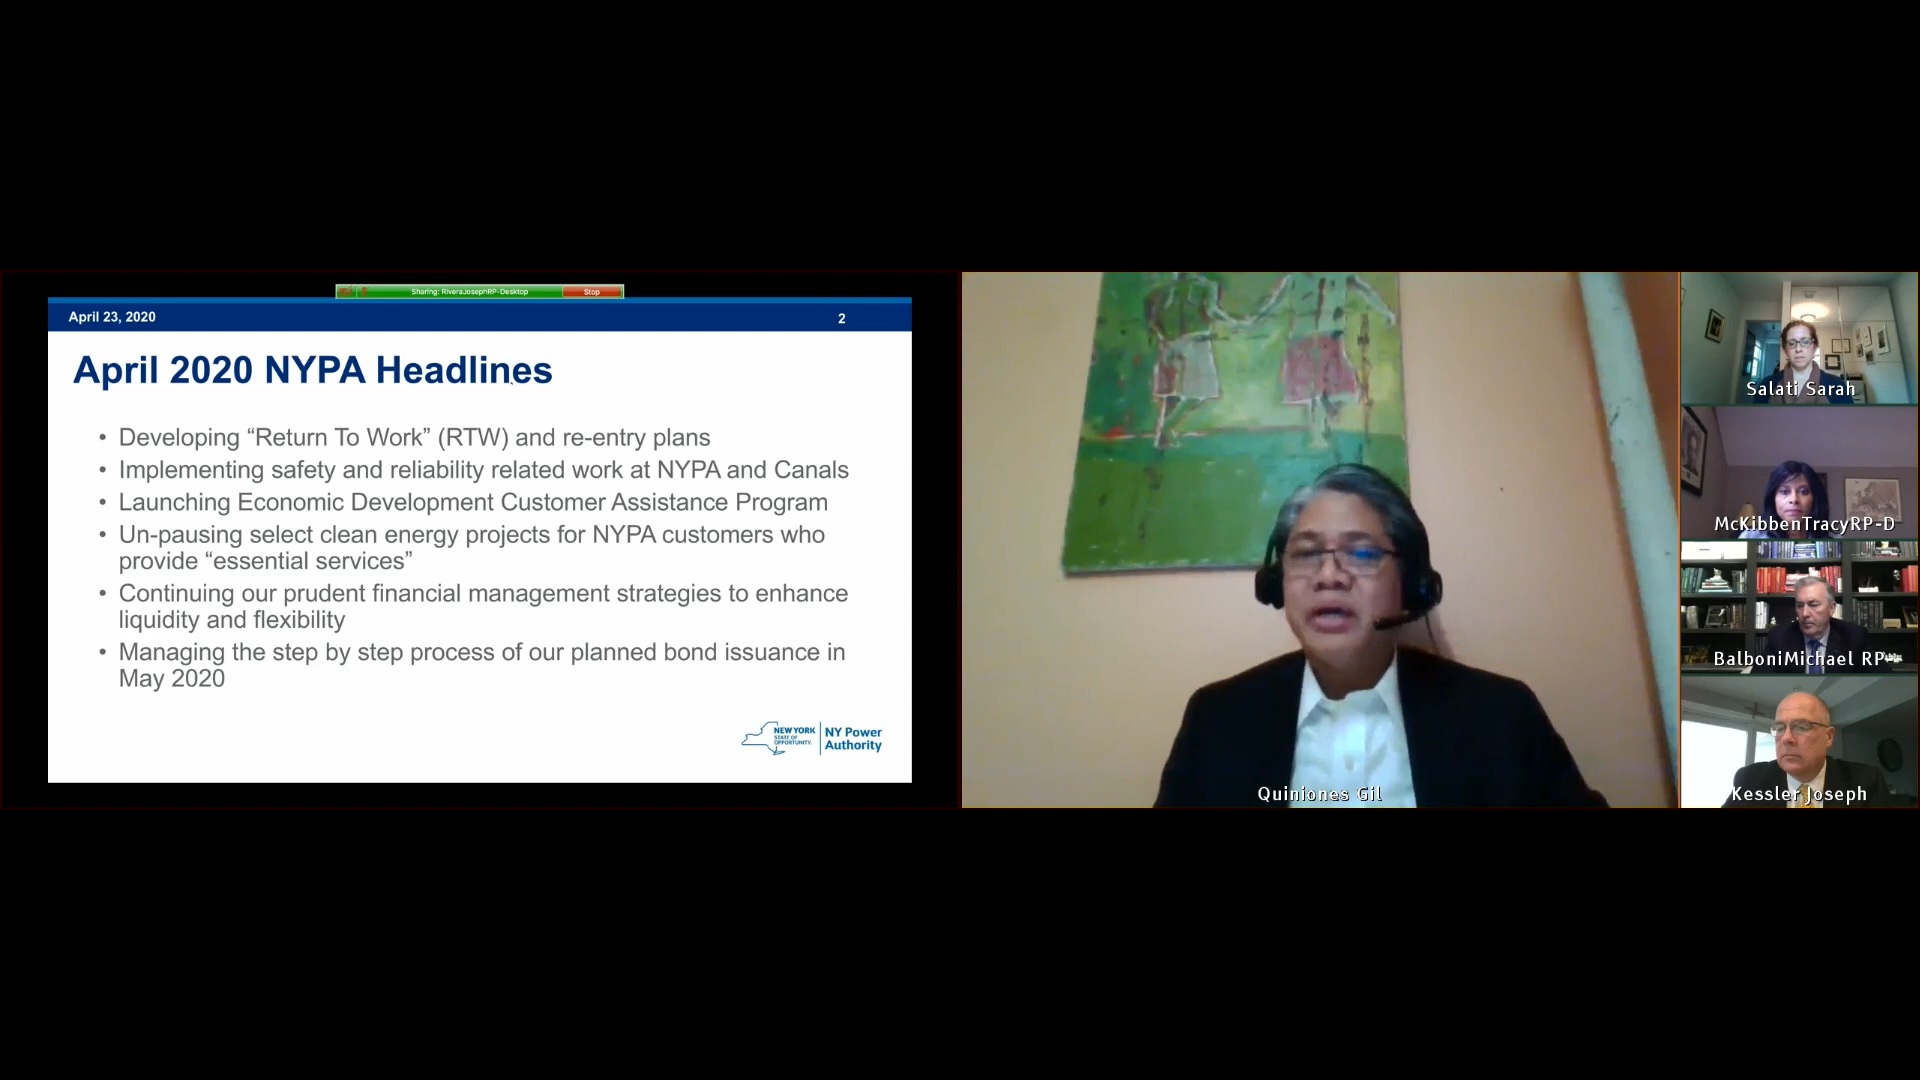 Sharing: RiveraJosephRP-Desktop
Stop
April 23, 2020
2
April 2020 NYPA Headlines
• Developing “Return To Work” (RTW) and re-entry plans
• Implementing safety and reliability related work at NYPA and Canals
• Launching Economic Development Customer Assistance Program
• Un-pausing select clean energy projects for NYPA customers who
provide “essential services”
• Continuing our prudent financial management strategies to enhance
liquidity and flexibility
• Managing the step by step process of our planned bond issuance in
May 2020
NEW YORK
STATE OF
OPPORTUNITY.
NY Power
Authority
Quiniones Gil
Salati Sarah
McKibbenTracyRP-D
BalboniMichael RP-
Kessler Joseph